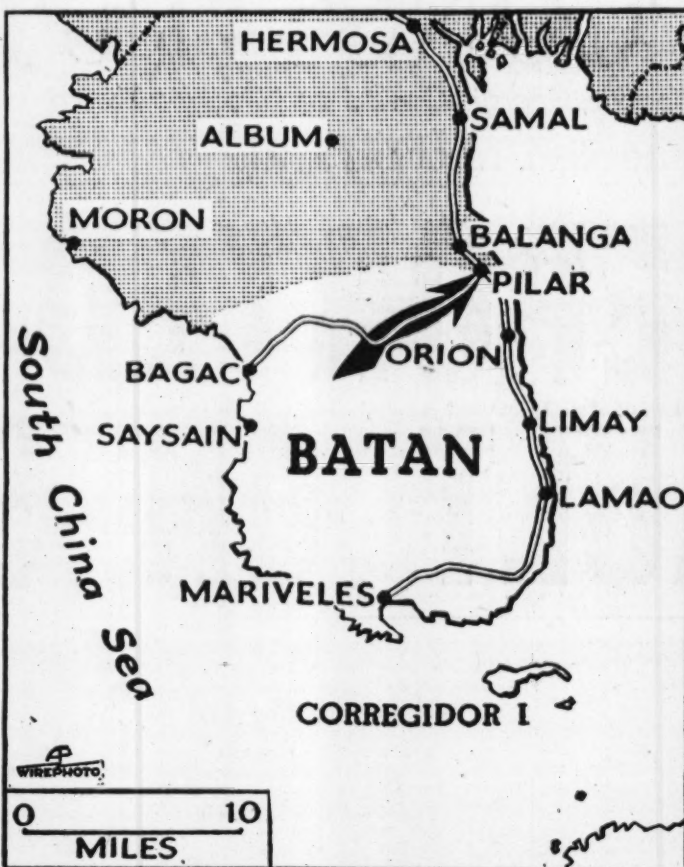 HERMOSA
SAMAL
ALBUM
MORON
BALANGA
PILAR
ORION
BAGAC
SAYSAIN
LIMAY
BATAN
LAMAO
MARIVELES
South China Sea
CORREGIDOR I
WIREPHOTO
0 10
MILES